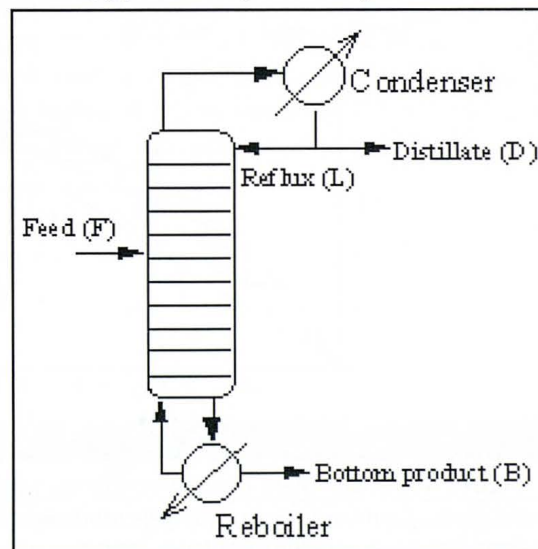 Condenser
Distillate (D)
Reflux (L)
Feed (F)
Bottom product (B)
Reboiler